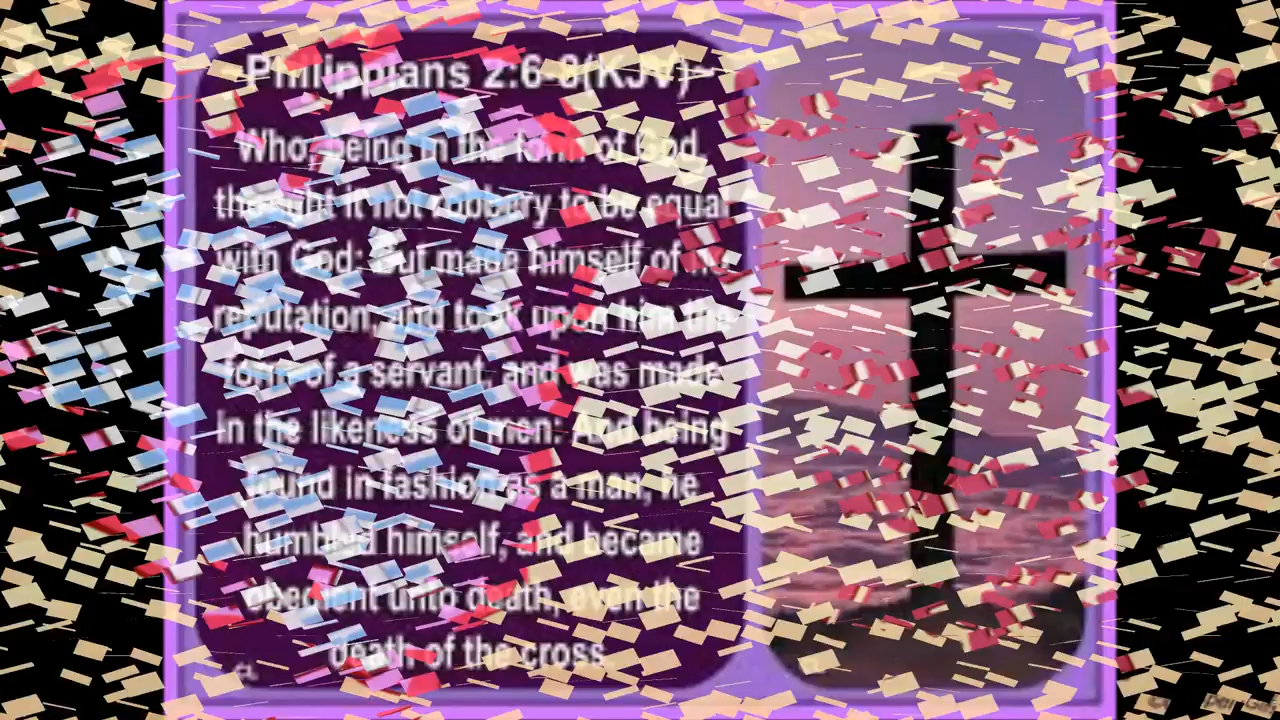 Philippians 2:6-8(KJV)~
Who, being in the form of God,
thought it not robbery to be equal
with God: But made himself of no
reputation, and took upon him the
form of a servant, and was made
in the likeness of men: And being
found in fashion as a man, he
humbled himself, and became
obedient unto death, even the
death of the cross.